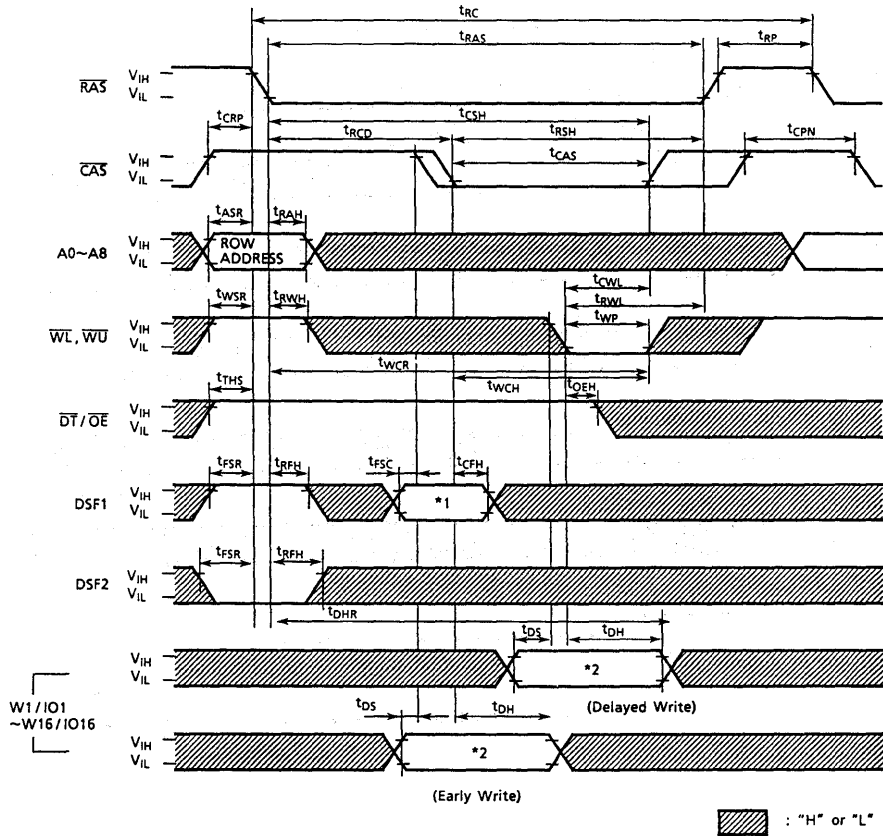 tRC
tRAS
tRP
RAS
VIH
VIL
tCRP
tCSH
tRCD
tRSH
tCPN
CAS
VIH
VIL
tCAS
tASR
tRAH
A0~A8
VIH
VIL
ROW
ADDRESS
tCWL
tRWL
tWSR
tRWH
tWP
WL, WU
VIH
VIL
tWCR
tWCH
tOEH
tTHS
DT/OE
VIH
VIL
tFSR
tRFH
tFSC
tCFH
DSF1
VIH
VIL
*1
tFSR
tRFH
DSF2
VIH
VIL
tDHR
tDS
tDH
VIH
VIL
*2
(Delayed Write)
W1/IO1
~W16/IO16
tDS
tDH
VIH
VIL
*2
(Early Write)
: "H" or "L"